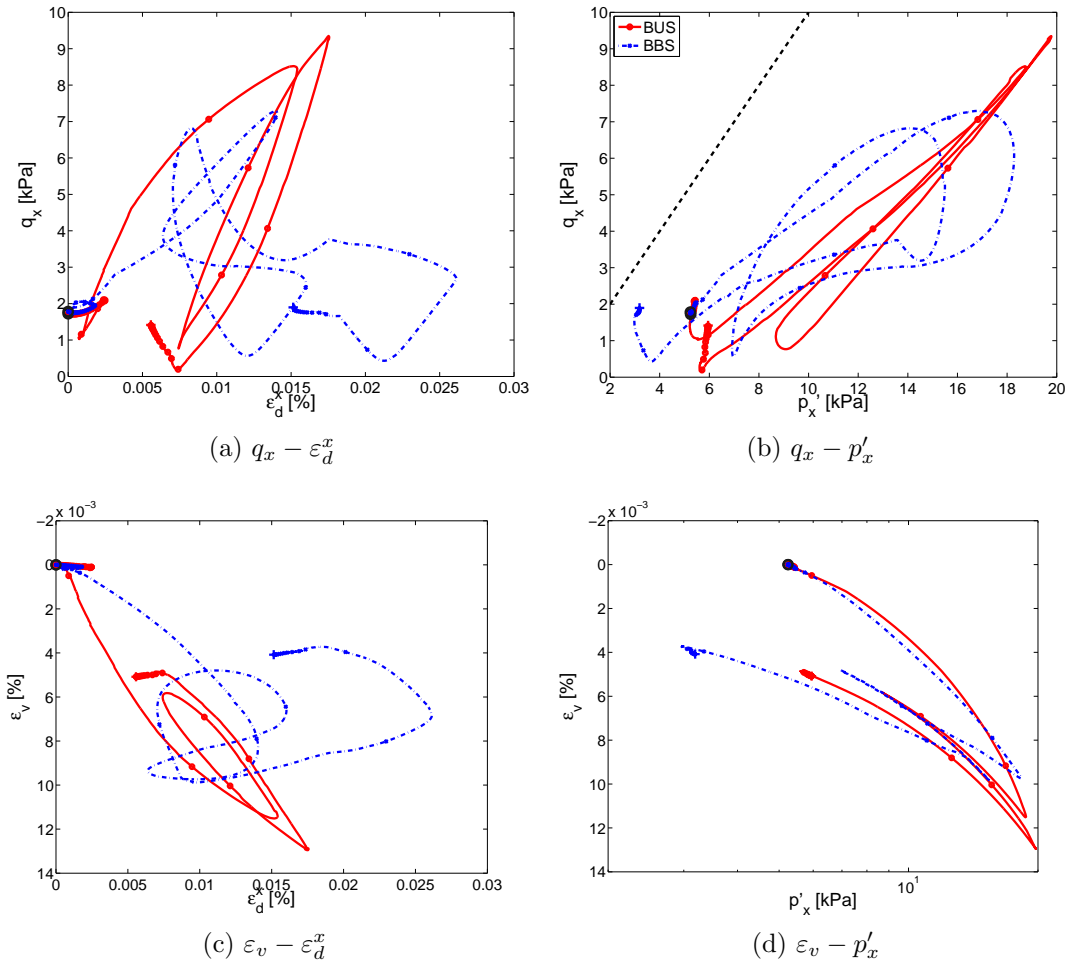 10
9
8
7
6
5
4
3
2
1
0
q_x [kPa]
0 0.005 0.01 0.015 0.02 0.025 0.03
ε_d^x [%]
(a) q_x − ε_d^x
10
9
8
7
6
5
4
3
2
1
0
q_x [kPa]
BUS
BBS
2 4 6 8 10 12 14 16 18 20
p_x' [kPa]
(b) q_x − p′_x
x 10^−3
−2
0
2
4
6
8
10
12
14
ε_v [%]
0 0.005 0.01 0.015 0.02 0.025 0.03
ε_d^x [%]
(c) ε_v − ε_d^x
x 10^−3
−2
0
2
4
6
8
10
12
14
ε_v [%]
10^1
p'_x [kPa]
(d) ε_v − p′_x